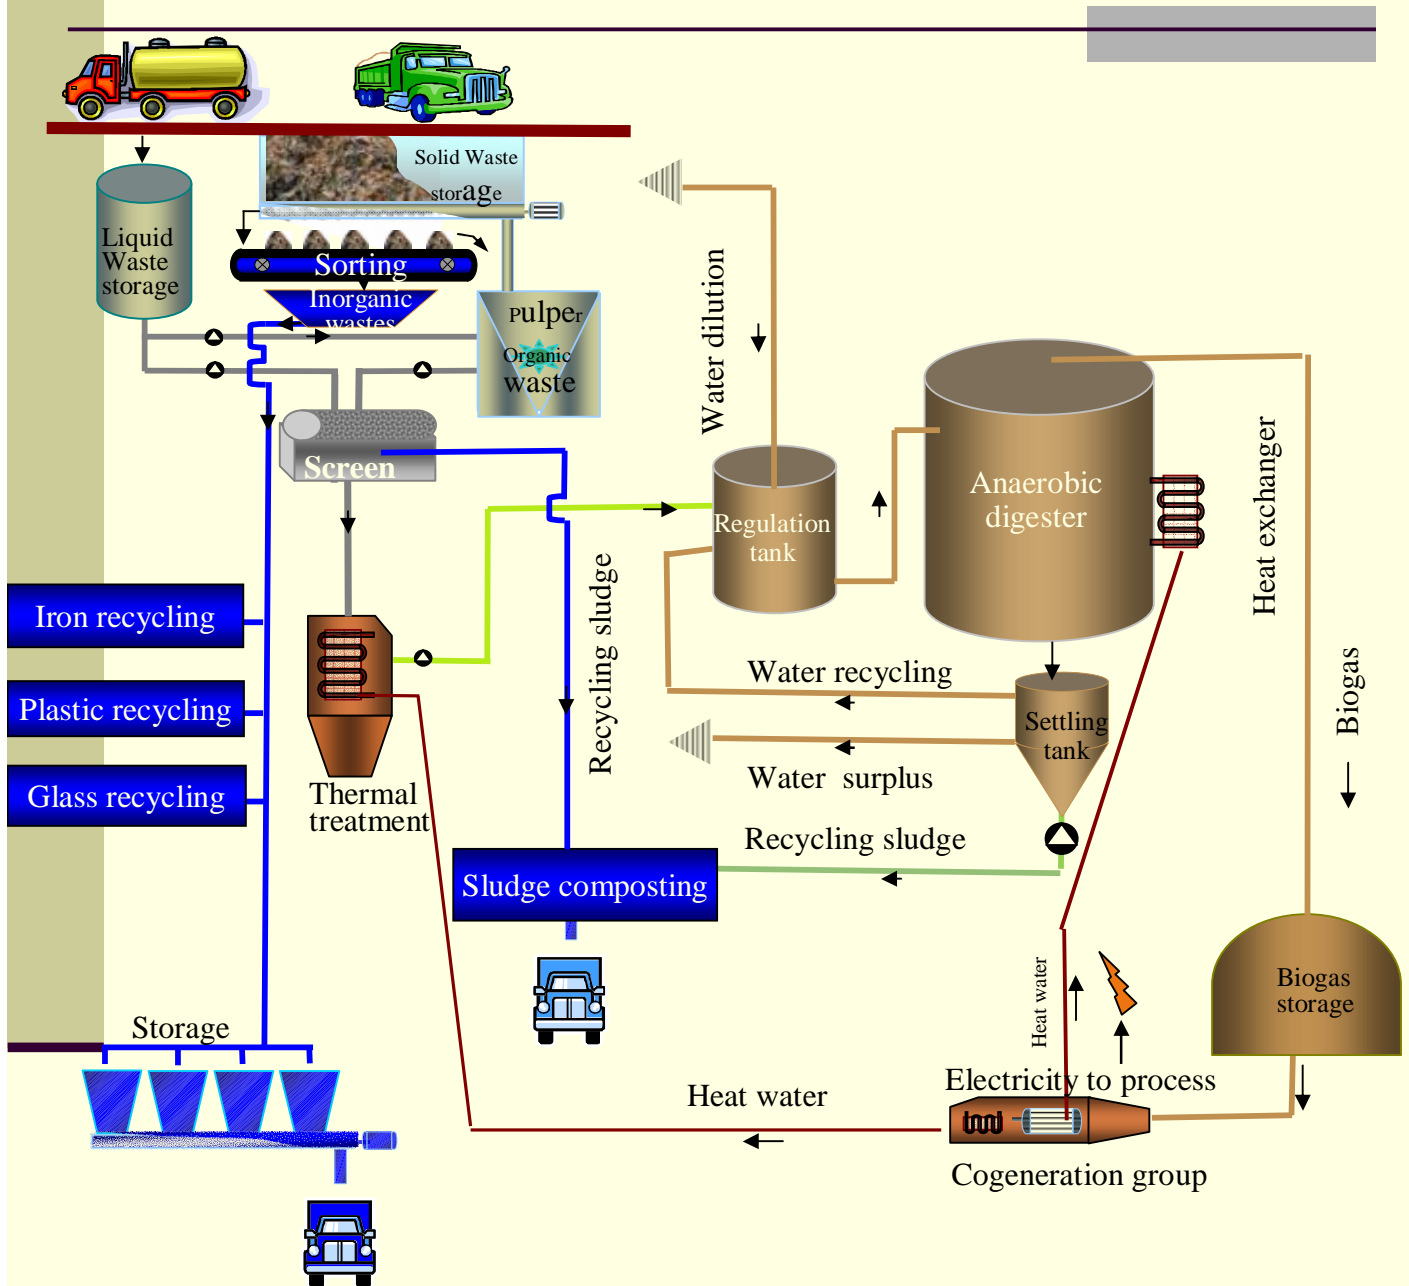 Solid Waste
storage
Liquid
Waste
storage
Sorting
Inorganic
wastes
Pulper
Organic
waste
Water dilution
Screen
Anaerobic
digester
Heat exchanger
Regulation
tank
Recycling sludge
Iron recycling
Plastic recycling
Glass recycling
Water recycling
Settling
tank
Biogas
Water surplus
Thermal
treatment
Recycling sludge
Sludge composting
Heat water
Biogas
storage
Storage
Electricity to process
Heat water
Cogeneration group